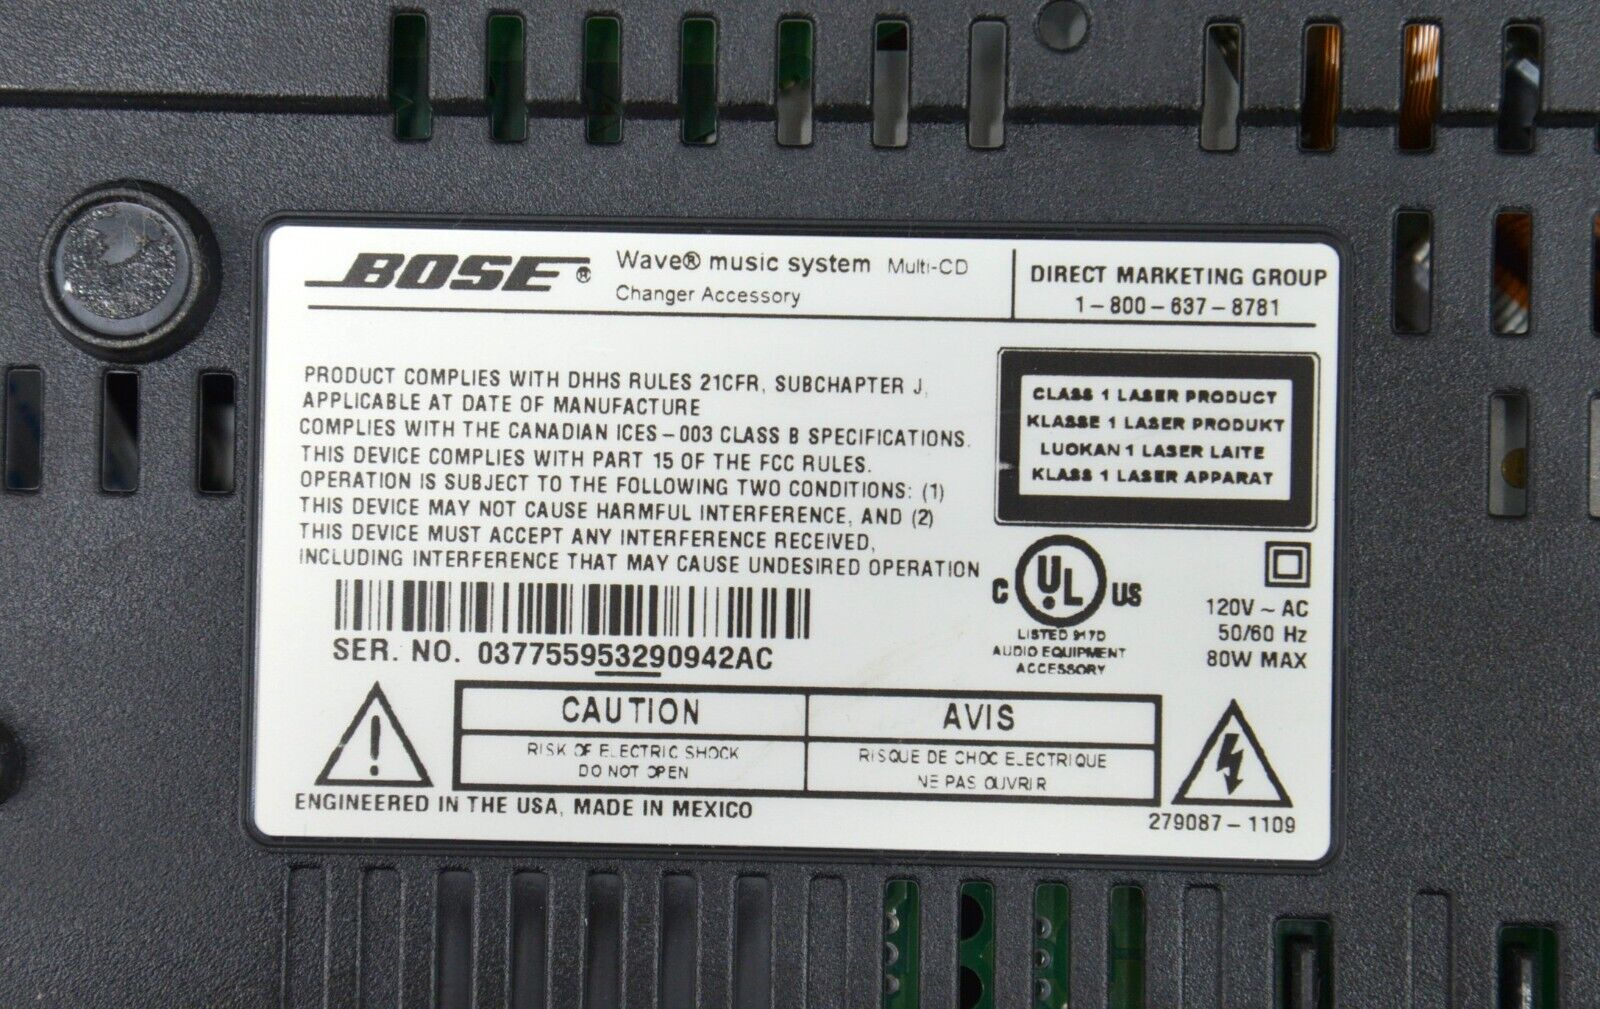 BOSE® Wave® music system Multi-CD
Changer Accessory
DIRECT MARKETING GROUP
1-800-637-8781
PRODUCT COMPLIES WITH DHHS RULES 21CFR, SUBCHAPTER J,
APPLICABLE AT DATE OF MANUFACTURE
COMPLIES WITH THE CANADIAN ICES-003 CLASS B SPECIFICATIONS.
THIS DEVICE COMPLIES WITH PART 15 OF THE FCC RULES.
OPERATION IS SUBJECT TO THE FOLLOWING TWO CONDITIONS: (1)
THIS DEVICE MAY NOT CAUSE HARMFUL INTERFERENCE, AND (2)
THIS DEVICE MUST ACCEPT ANY INTERFERENCE RECEIVED,
INCLUDING INTERFERENCE THAT MAY CAUSE UNDESIRED OPERATION
CLASS 1 LASER PRODUCT
KLASSE 1 LASER PRODUKT
LUOKAN 1 LASER LAITE
KLASS 1 LASER APPARAT
C UL US
LISTED 917D
AUDIO EQUIPMENT
ACCESSORY
120V ~ AC
50/60 Hz
80W MAX
SER. NO. 037755953290942AC
CAUTION
RISK OF ELECTRIC SHOCK
DO NOT OPEN
AVIS
RISQUE DE CHOC ELECTRIQUE
NE PAS OUVRIR
ENGINEERED IN THE USA, MADE IN MEXICO
279087-1109